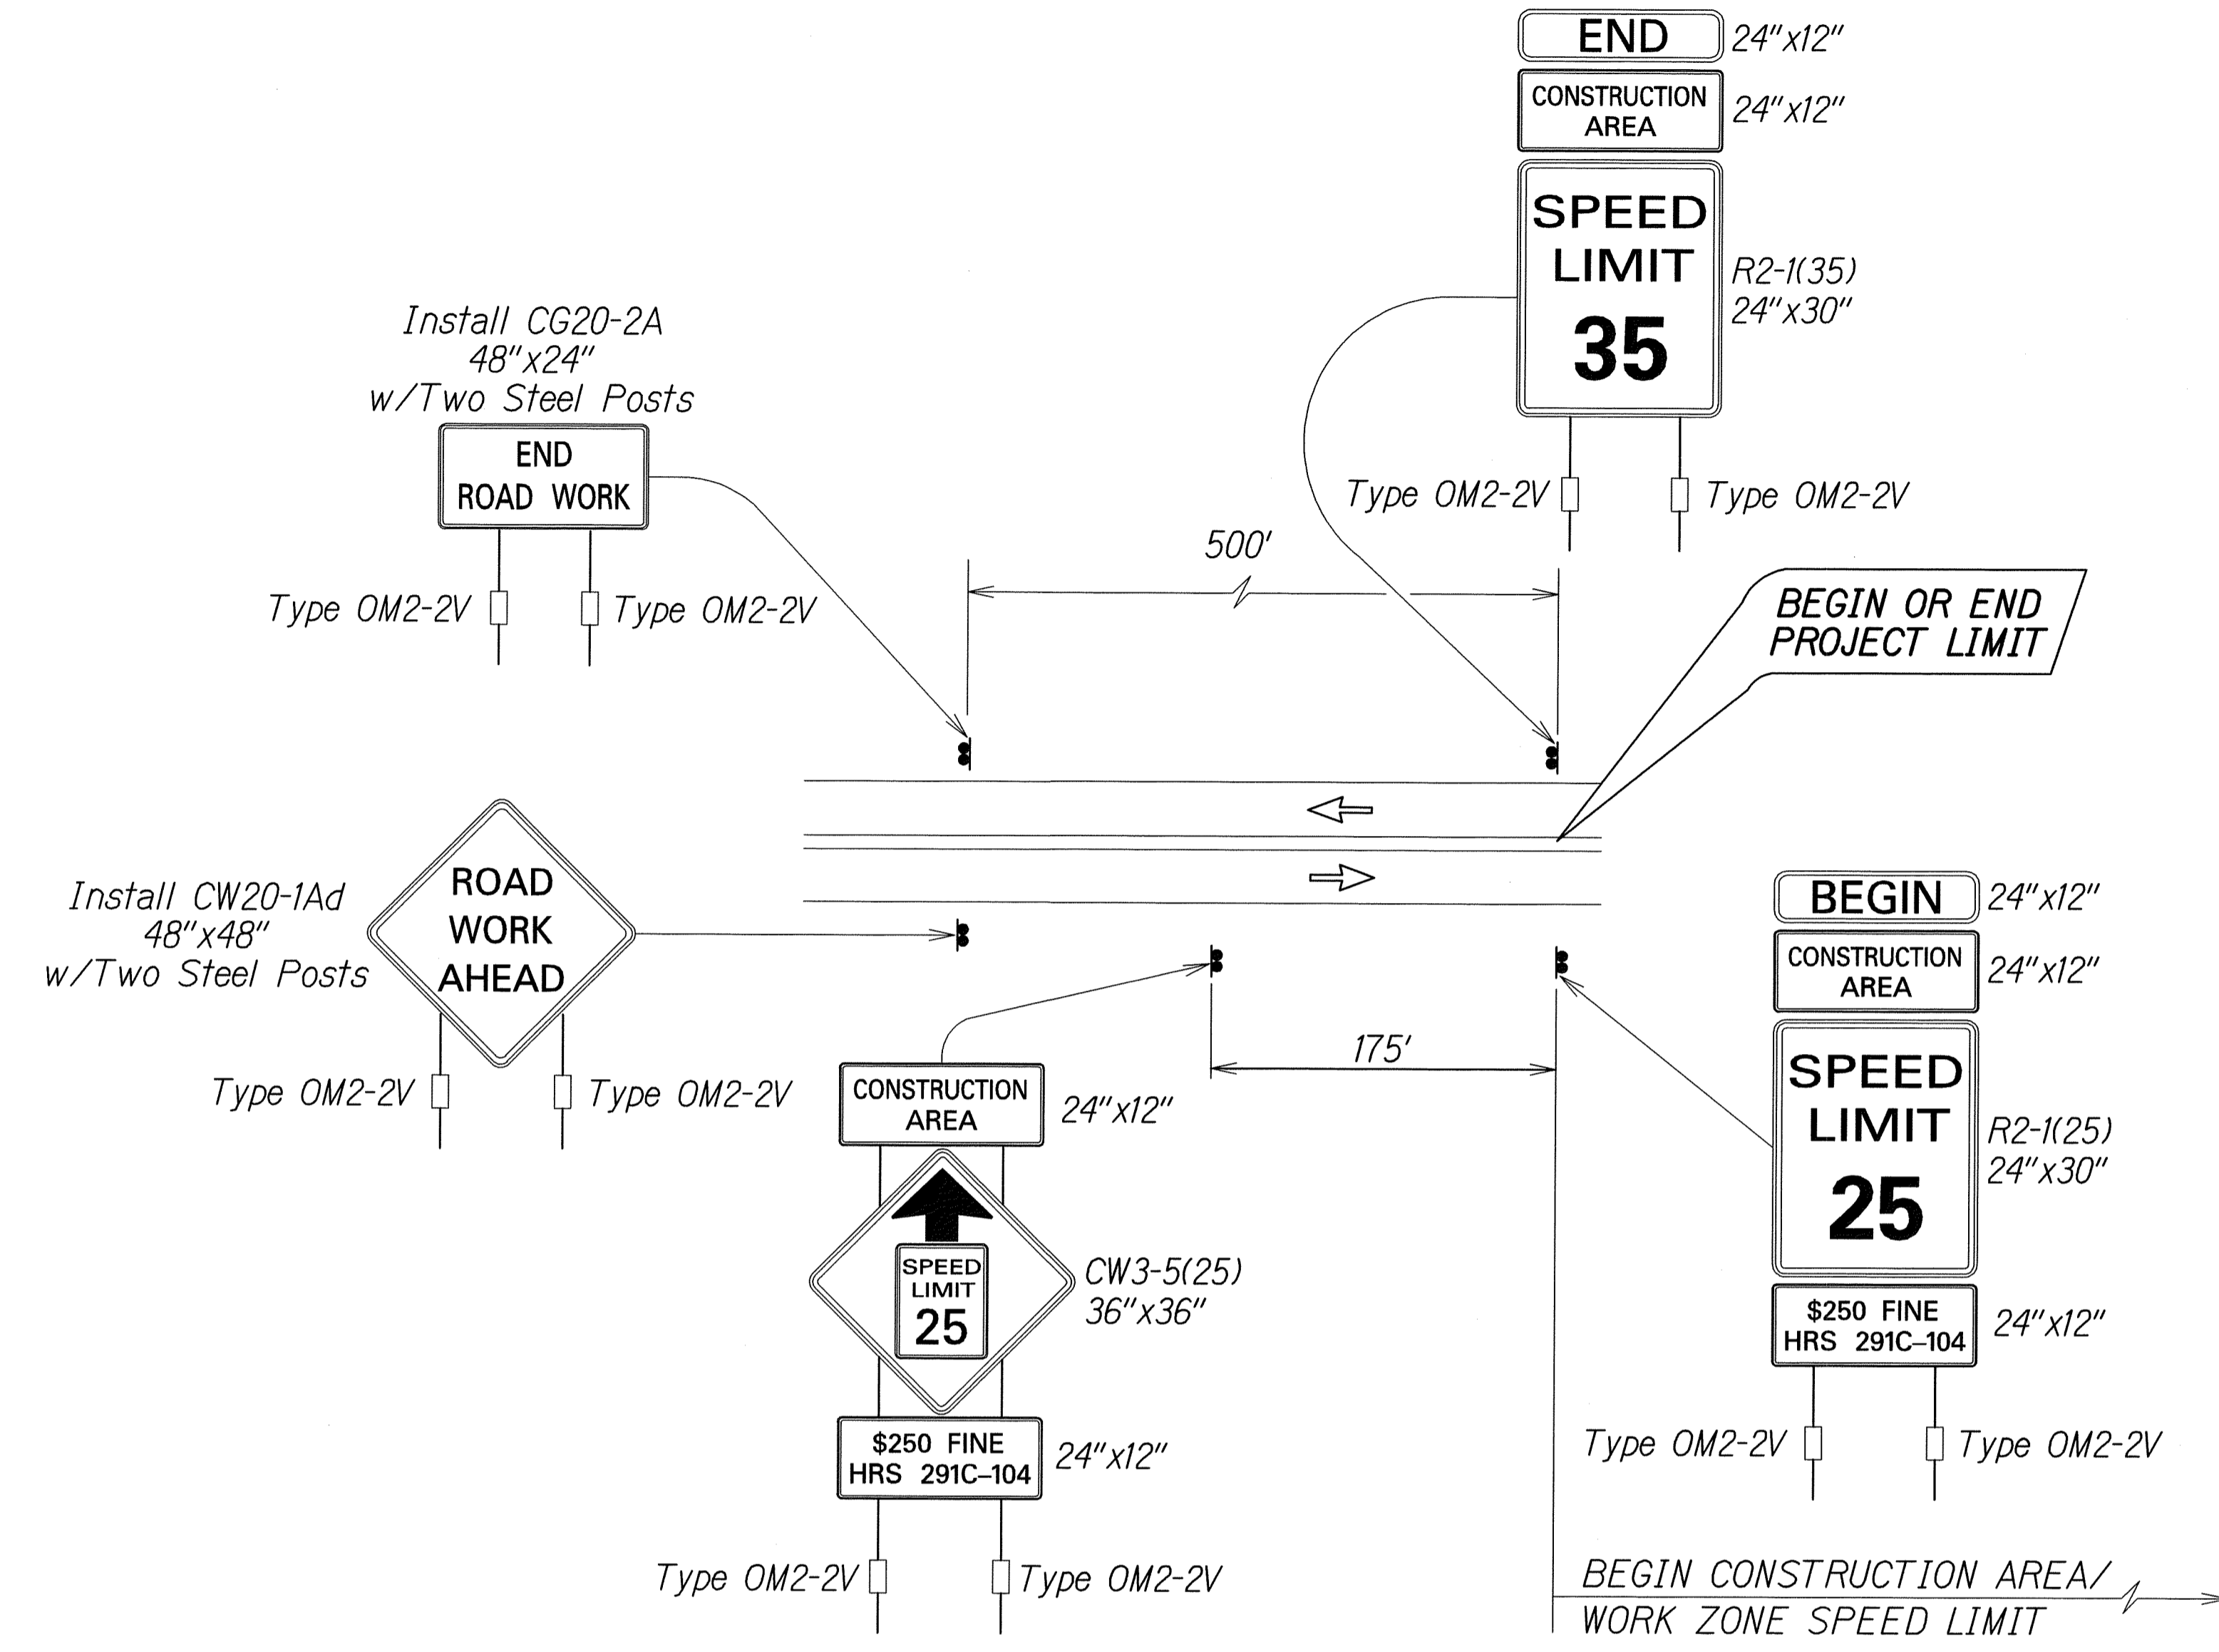 END
24"x12"
CONSTRUCTION
AREA
24"x12"
SPEED
LIMIT
35
R2-1(35)
24"x30"
Type OM2-2V
Type OM2-2V
Install CG20-2A
48"x24"
w/Two Steel Posts
END
ROAD WORK
Type OM2-2V
Type OM2-2V
500'
BEGIN OR END
PROJECT LIMIT
Install CW20-1Ad
48"x48"
w/Two Steel Posts
ROAD
WORK
AHEAD
Type OM2-2V
Type OM2-2V
175'
CONSTRUCTION
AREA
24"x12"
SPEED
LIMIT
25
CW3-5(25)
36"x36"
$250 FINE
HRS 291C-104
24"x12"
Type OM2-2V
Type OM2-2V
BEGIN
24"x12"
CONSTRUCTION
AREA
24"x12"
SPEED
LIMIT
25
R2-1(25)
24"x30"
$250 FINE
HRS 291C-104
24"x12"
Type OM2-2V
Type OM2-2V
BEGIN CONSTRUCTION AREA/
WORK ZONE SPEED LIMIT